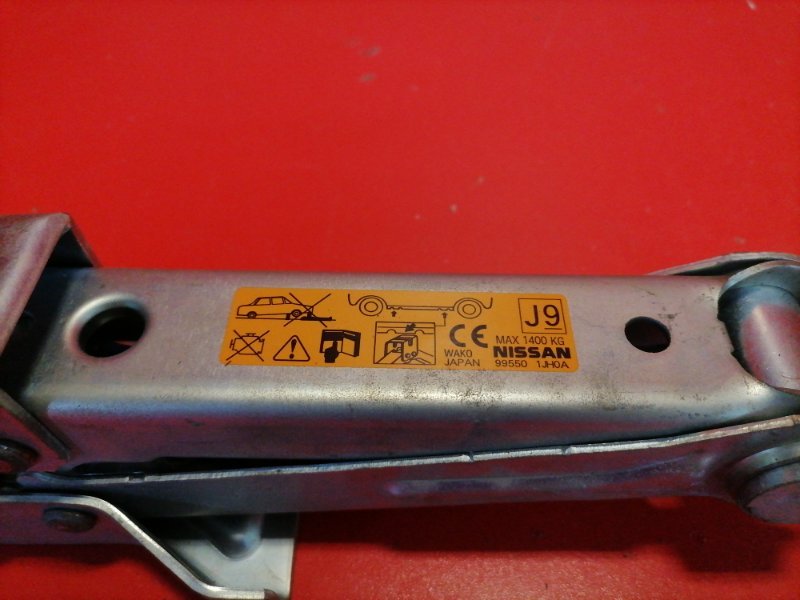 J9
MAX 1400 KG
CE
WAKO
JAPAN
NISSAN
99550 1JH0A